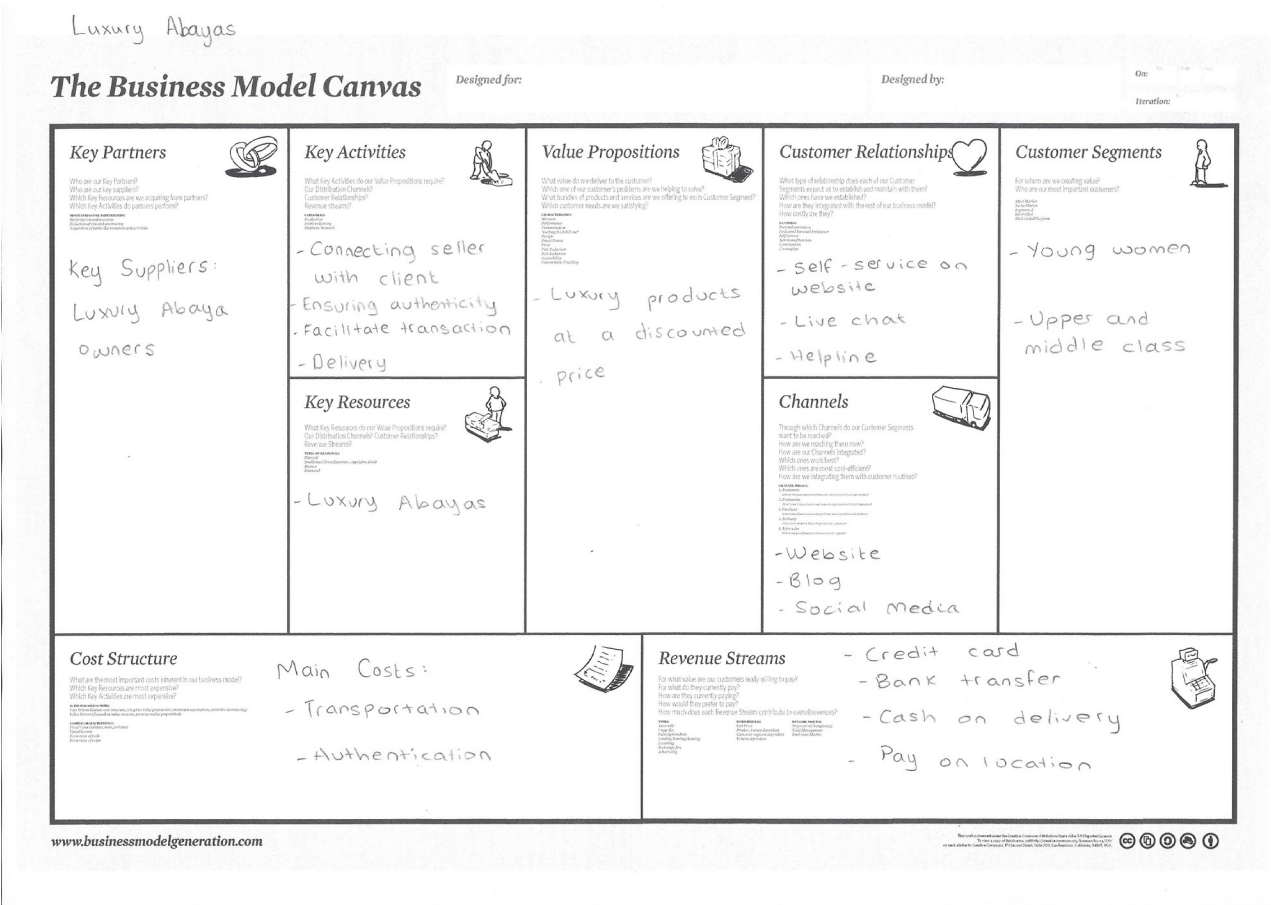 Luxury Abayas
The Business Model Canvas
Designed for:
Designed by:
On:
Iteration:
Key Partners
Who are our Key Partners?
Who are our key suppliers?
Which Key Resources are we acquiring from partners?
Which Key Activities do partners perform?
Key Suppliers:
Luxury Abaya
owners
Key Activities
What Key Activities do our Value Propositions require?
Our Distribution Channels?
Customer Relationships?
Revenue streams?
- Connecting seller
with client
- Ensuring authenticity
- Facilitate transaction
- Delivery
Key Resources
What Key Resources do our Value Propositions require?
Our Distribution Channels? Customer Relationships?
Revenue Streams?
- Luxury Abayas
Value Propositions
What value do we deliver to the customer?
Which one of our customer's problems are we helping to solve?
What bundles of products and services are we offering to each Customer Segment?
Which customer needs are we satisfying?
- Luxury products
at a discounted
price
Customer Relationships
What type of relationship does each of our Customer
Segments expect us to establish and maintain with them?
Which ones have we established?
How are they integrated with the rest of our business model?
How costly are they?
- Self-service on
website
- Live chat
- Helpline
Channels
Through which Channels do our Customer Segments
want to be reached?
How are we reaching them now?
How are our Channels integrated?
Which ones work best?
Which ones are most cost-efficient?
How are we integrating them with customer routines?
- Website
- Blog
- Social Media
Customer Segments
For whom are we creating value?
Who are our most important customers?
- Young women
- Upper and
middle class
Cost Structure
What are the most important costs inherent in our business model?
Which Key Resources are most expensive?
Which Key Activities are most expensive?
Main Costs:
- Transportation
- Authentication
Revenue Streams
For what value are our customers really willing to pay?
For what do they currently pay?
How are they currently paying?
How would they prefer to pay?
How much does each Revenue Stream contribute to overall revenues?
- Credit card
- Bank transfer
- Cash on delivery
- Pay on location
www.businessmodelgeneration.com